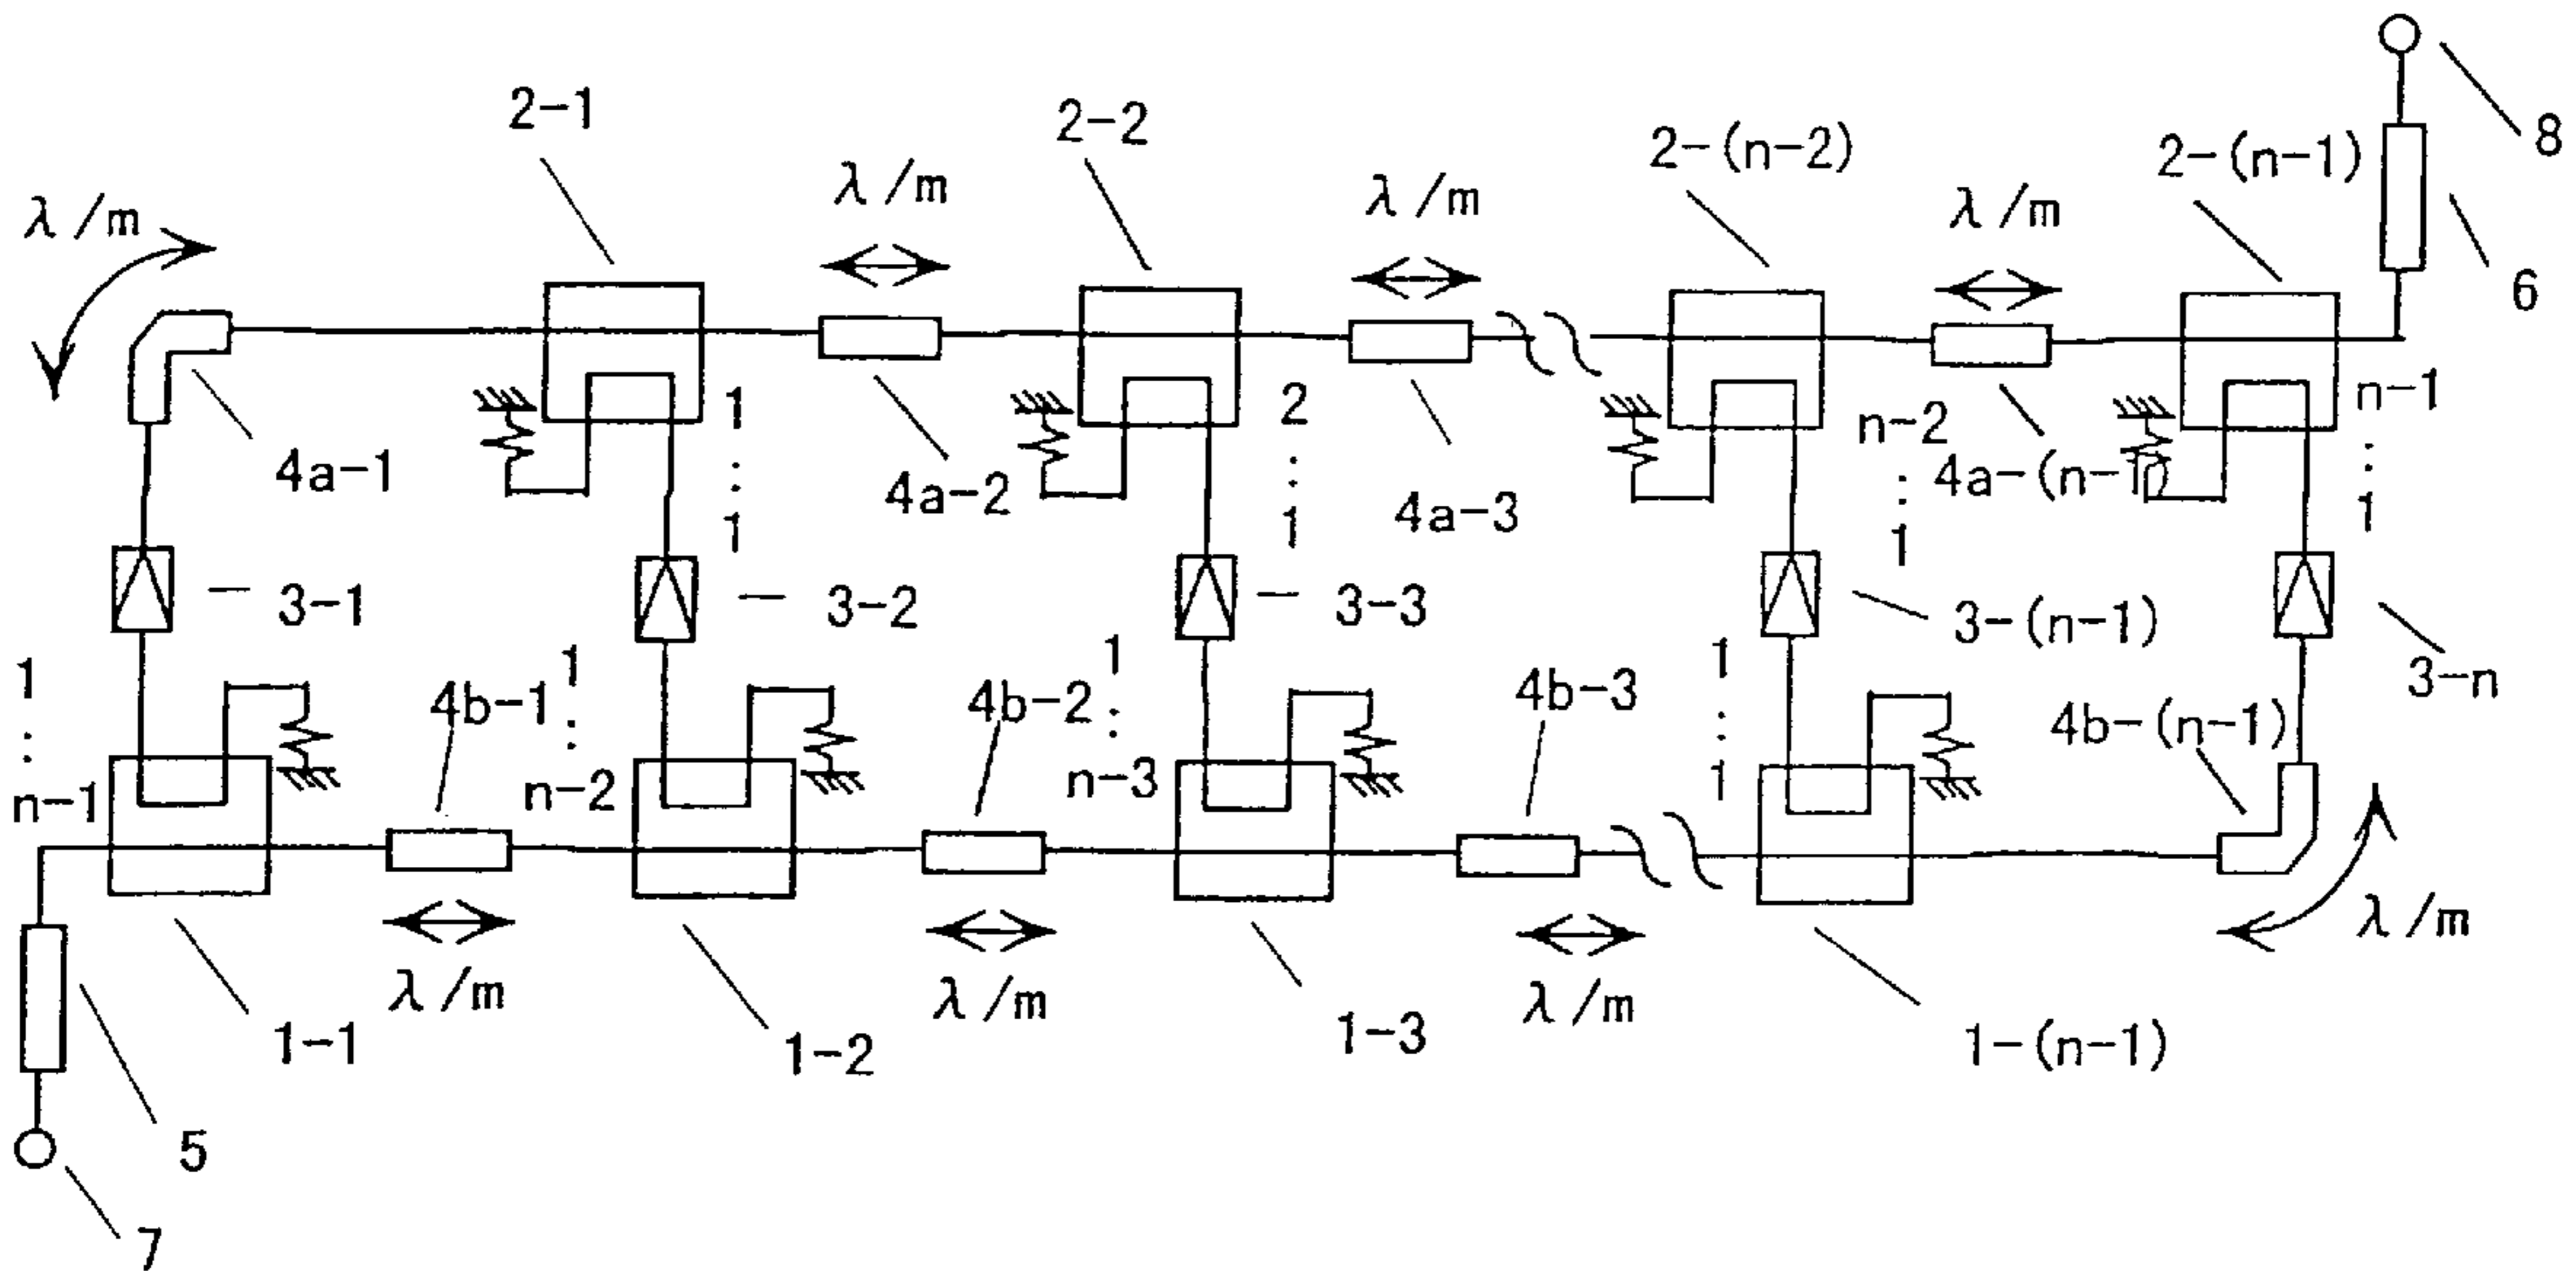 8
2-1
2-2
2-(n-2)
2-(n-1)
λ/m
λ/m
λ/m
λ/m
6
1
:
1
2
:
1
n-2
:
1
n-1
:
1
4a-1
4a-2
4a-3
4a-(n-1)
3-1
3-2
3-3
3-(n-1)
3-n
1
:
n-1
4b-1
1
:
n-2
4b-2
1
:
n-3
4b-3
1
:
1
4b-(n-1)
λ/m
λ/m
λ/m
λ/m
1-1
1-2
1-3
1-(n-1)
5
7